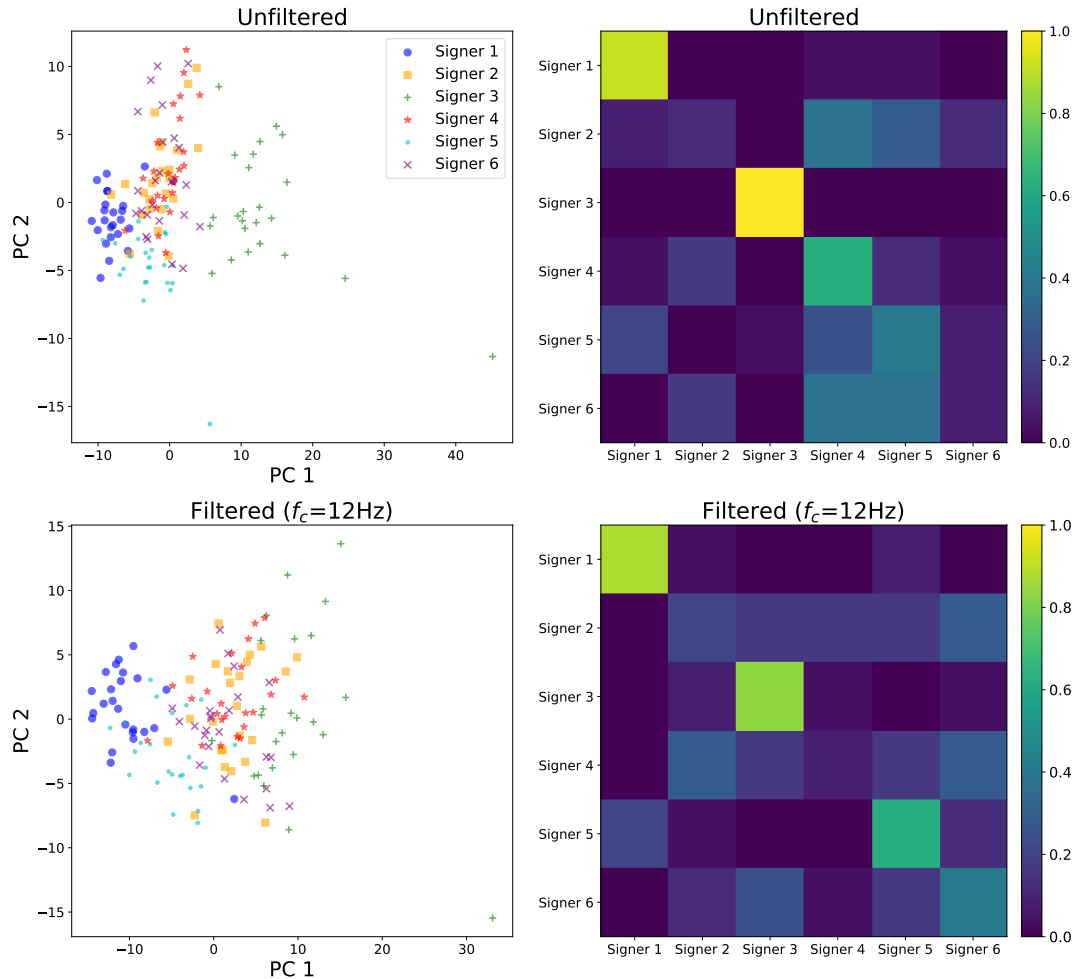 Unfiltered
PC 2
10
5
0
−5
−10
−15
−10
0
10
20
30
40
PC 1
Signer 1
Signer 2
Signer 3
Signer 4
Signer 5
Signer 6
Unfiltered
Signer 1
Signer 2
Signer 3
Signer 4
Signer 5
Signer 6
Signer 1 Signer 2 Signer 3 Signer 4 Signer 5 Signer 6
1.0
0.8
0.6
0.4
0.2
0.0
Filtered (f_c=12Hz)
PC 2
15
10
5
0
−5
−10
−15
−10
0
10
20
30
PC 1
Filtered (f_c=12Hz)
Signer 1
Signer 2
Signer 3
Signer 4
Signer 5
Signer 6
Signer 1 Signer 2 Signer 3 Signer 4 Signer 5 Signer 6
1.0
0.8
0.6
0.4
0.2
0.0